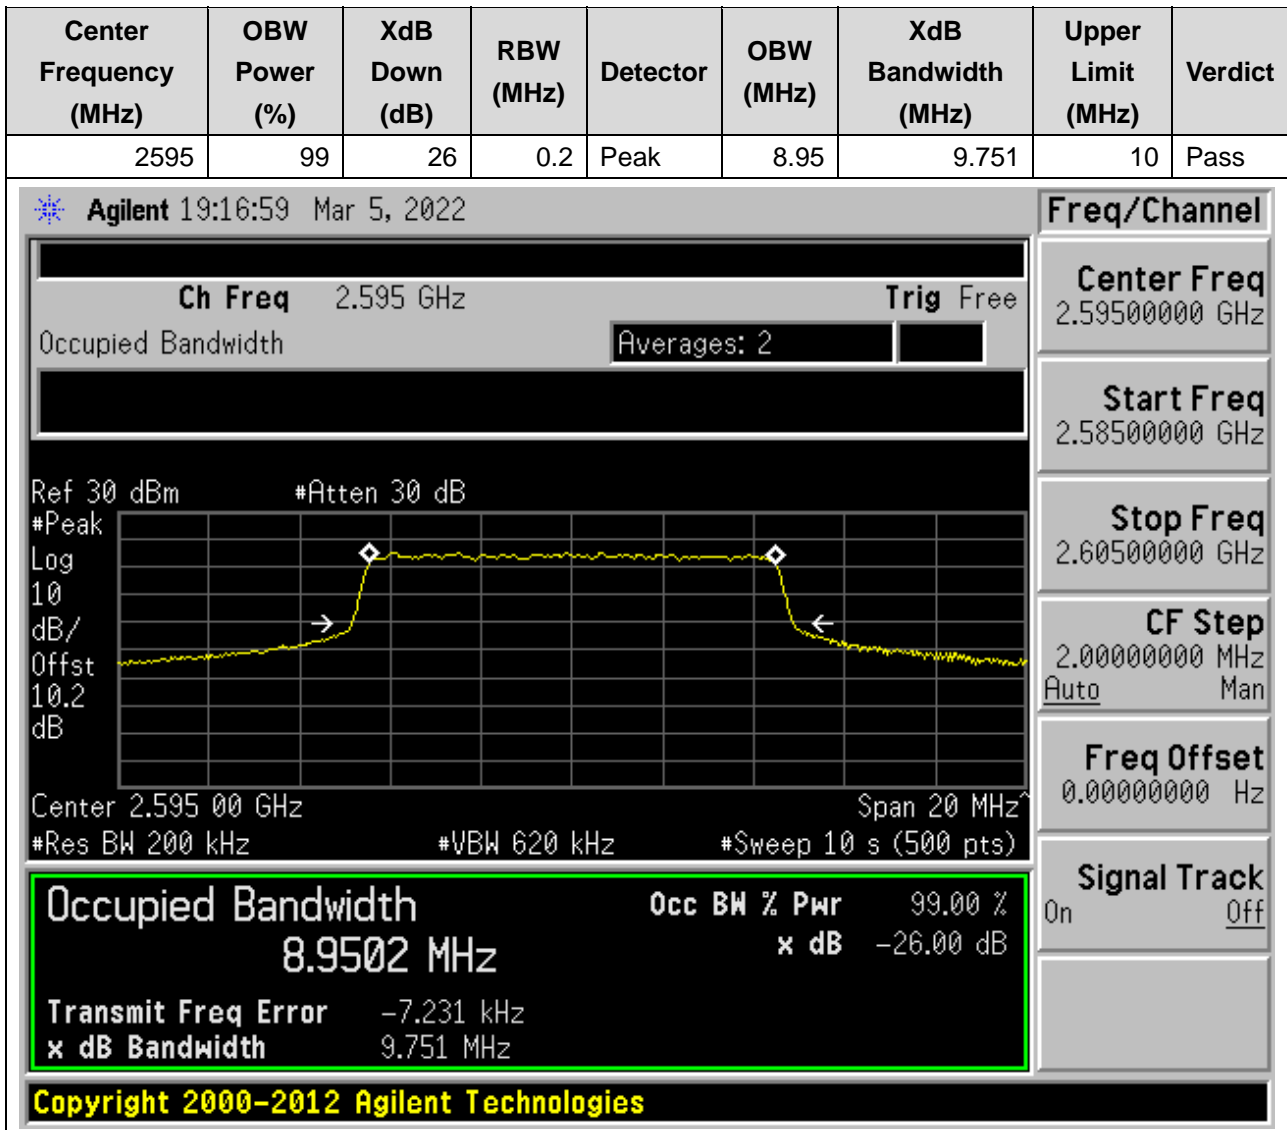 Center Frequency (MHz) OBW Power (%) XdB Down (dB) RBW (MHz) Detector OBW (MHz) XdB Bandwidth (MHz) Upper Limit (MHz) Verdict
2595 99 26 0.2 Peak 8.95 9.751 10 Pass
Agilent 19:16:59 Mar 5, 2022
Freq/Channel
Ch Freq 2.595 GHz Trig Free
Occupied Bandwidth Averages: 2
Ref 30 dBm #Atten 30 dB
#Peak
Log
10
dB/
Offst
10.2
dB
Center 2.595 00 GHz Span 20 MHz^
#Res BW 200 kHz #VBW 620 kHz #Sweep 10 s (500 pts)
Occupied Bandwidth Occ BW % Pwr 99.00 %
8.9502 MHz x dB -26.00 dB
Transmit Freq Error -7.231 kHz
x dB Bandwidth 9.751 MHz
Center Freq
2.59500000 GHz
Start Freq
2.58500000 GHz
Stop Freq
2.60500000 GHz
CF Step
2.00000000 MHz
Auto Man
Freq Offset
0.00000000 Hz
Signal Track
On Off
Copyright 2000-2012 Agilent Technologies